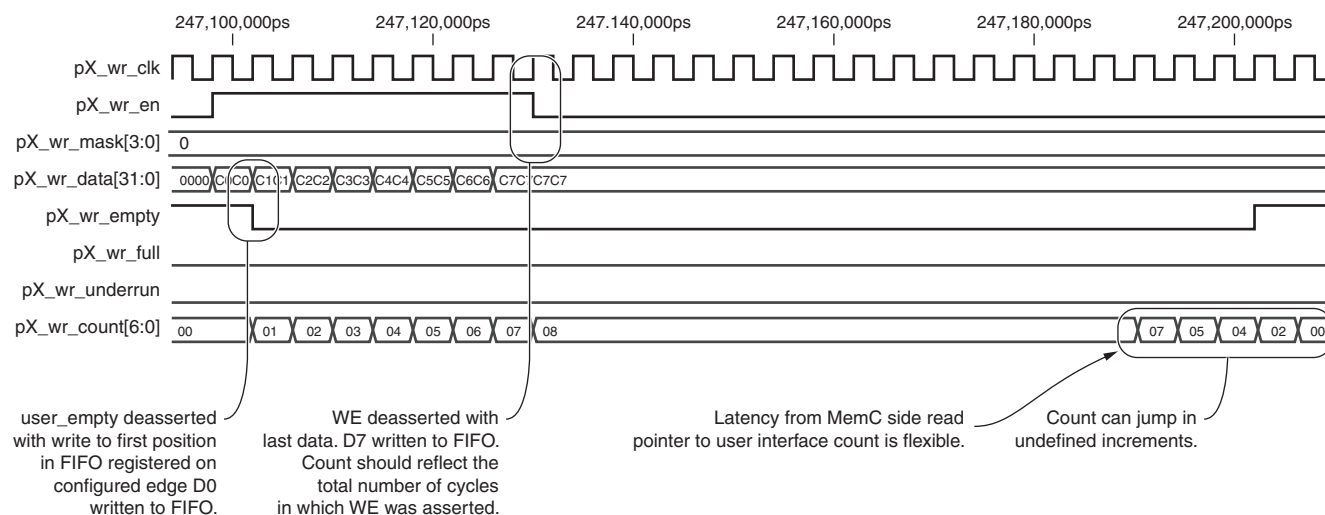 247,100,000ps 247,120,000ps 247.140,000ps 247,160,000ps 247,180,000ps 247,200,000ps
pX_wr_clk
pX_wr_en
pX_wr_mask[3:0] 0
pX_wr_data[31:0] 0000 C0C0 C1C1 C2C2 C3C3 C4C4 C5C5 C6C6 C7C7C7C7
pX_wr_empty
pX_wr_full
pX_wr_underrun
pX_wr_count[6:0] 00 01 02 03 04 05 06 07 08 07 05 04 02 00
user_empty deasserted
with write to first position
in FIFO registered on
configured edge D0
written to FIFO.
WE deasserted with
last data. D7 written to FIFO.
Count should reflect the
total number of cycles
in which WE was asserted.
Latency from MemC side read
pointer to user interface count is flexible.
Count can jump in
undefined increments.